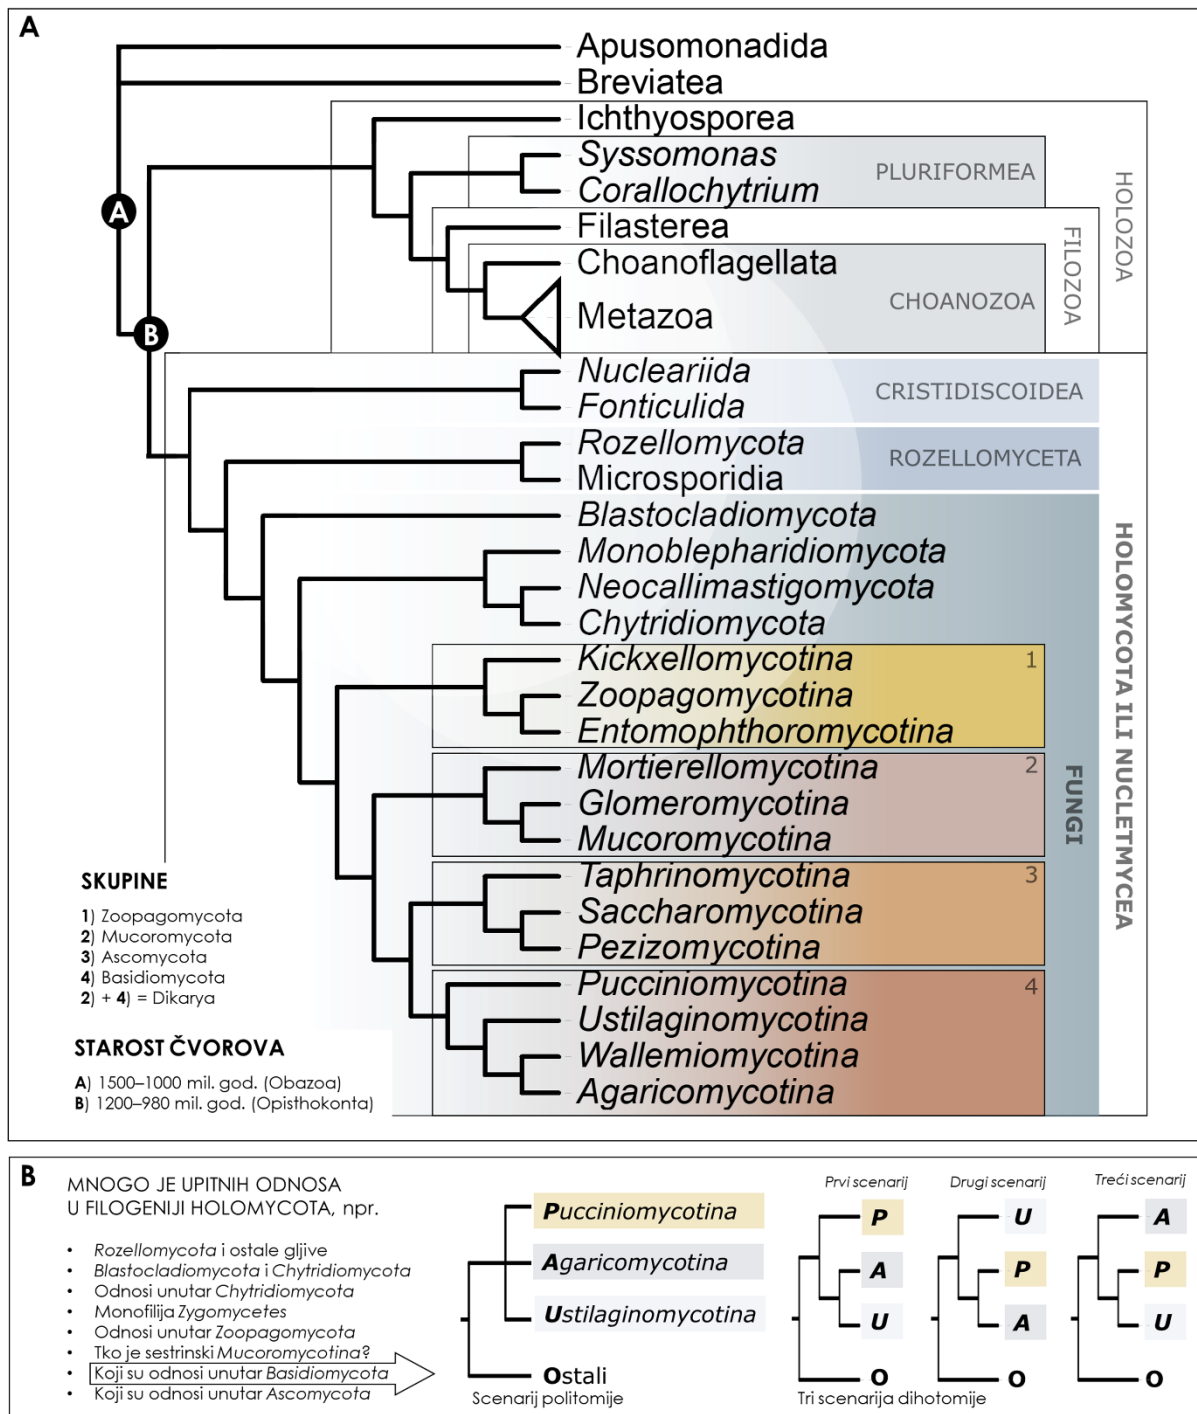 A
Apusomonadida
Breviatea
Ichthyosporea
Syssomonas
Corallochytrium
PLURIFORMEA
Filasterea
Choanoflagellata
Metazoa
CHOANOZOA
FILOZOA
HOLOZOA
A
B
Nucleariida
Fonticulida
CRISTIDISCOIDEA
Rozellomycota
Microsporidia
ROZELLOMYCETA
Blastocladiomycota
Monoblepharidiomycota
Neocallimastigomycota
Chytridiomycota
Kickxellomycotina
Zoopagomycotina
Entomophthoromycotina
1
Mortierellomycotina
Glomeromycotina
Mucoromycotina
2
Taphrinomycotina
Saccharomycotina
Pezizomycotina
3
Pucciniomycotina
Ustilaginomycotina
Wallemiomycotina
Agaricomycotina
4
FUNGI
HOLOMYCOTA ILI NUCLETMYCEA
SKUPINE
1) Zoopagomycota
2) Mucoromycota
3) Ascomycota
4) Basidiomycota
2) + 4) = Dikarya
STAROST ČVOROVA
A) 1500–1000 mil. god. (Obazoa)
B) 1200–980 mil. god. (Opisthokonta)
B
MNOGO JE UPITNIH ODNOSA
U FILOGENIJI HOLOMYCOTA, npr.
• Rozellomycota i ostale gljive
• Blastocladiomycota i Chytridiomycota
• Odnosi unutar Chytridiomycota
• Monofilija Zygomycetes
• Odnosi unutar Zoopagomycota
• Tko je sestrinski Mucoromycotina?
• Koji su odnosi unutar Basidiomycota
• Koji su odnosi unutar Ascomycota
Pucciniomycotina
Agaricomycotina
Ustilaginomycotina
Ostali
Scenarij politomije
Prvi scenarij
P
A
U
O
Drugi scenarij
U
P
A
O
Treći scenarij
A
P
U
O
Tri scenarija dihotomije